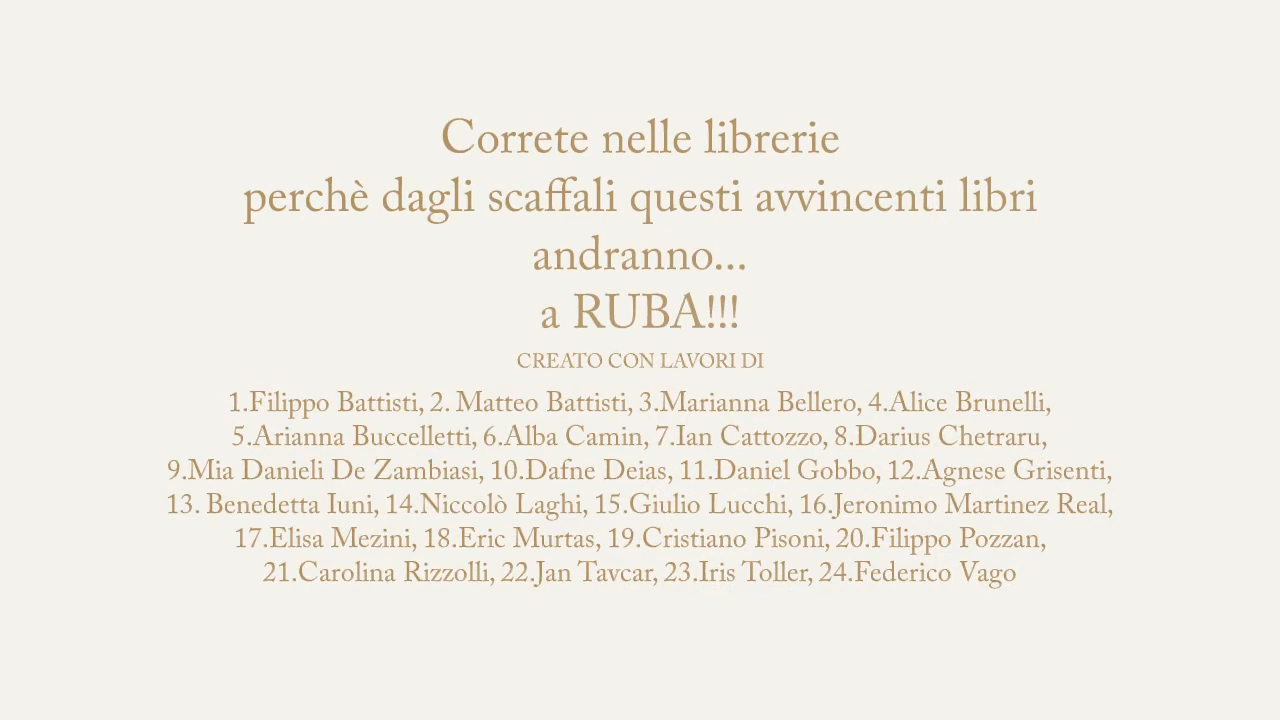 Correte nelle librerie
perchè dagli scaffali questi avvincenti libri
andranno...
a RUBA!!!
CREATO CON LAVORI DI
1.Filippo Battisti, 2. Matteo Battisti, 3.Marianna Bellero, 4.Alice Brunelli,
5.Arianna Buccelletti, 6.Alba Camin, 7.Ian Cattozzo, 8.Darius Chetraru,
9.Mia Danieli De Zambiasi, 10.Dafne Deias, 11.Daniel Gobbo, 12.Agnese Grisenti,
13. Benedetta Iuni, 14.Niccolò Laghi, 15.Giulio Lucchi, 16.Jeronimo Martinez Real,
17.Elisa Mezini, 18.Eric Murtas, 19.Cristiano Pisoni, 20.Filippo Pozzan,
21.Carolina Rizzolli, 22.Jan Tavcar, 23.Iris Toller, 24.Federico Vago